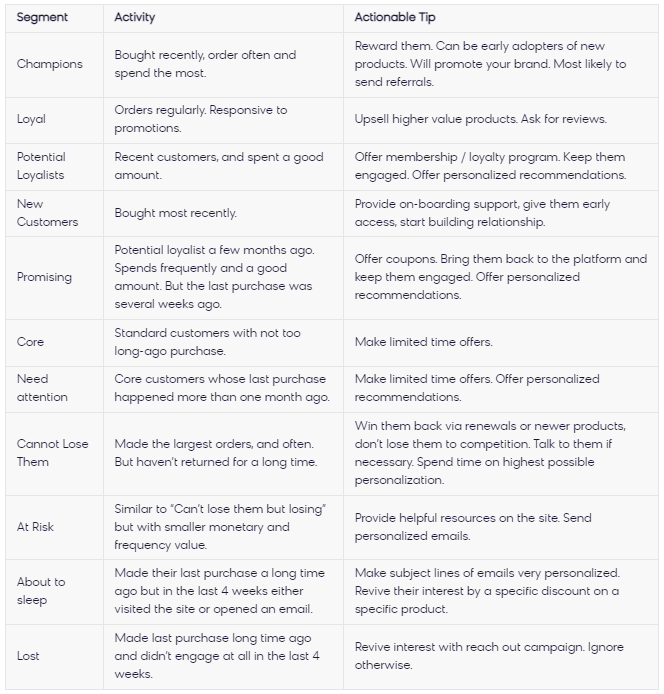 Segment Activity Actionable Tip
Champions
Bought recently, order often and
spend the most.
Reward them. Can be early adopters of new
products. Will promote your brand. Most likely to
send referrals.
Loyal
Orders regularly. Responsive to
promotions.
Upsell higher value products. Ask for reviews.
Potential
Loyalists
Recent customers, and spent a good
amount.
Offer membership / loyalty program. Keep them
engaged. Offer personalized recommendations.
New
Customers
Bought most recently.
Provide on-boarding support, give them early
access, start building relationship.
Promising
Potential loyalist a few months ago.
Spends frequently and a good
amount. But the last purchase was
several weeks ago.
Offer coupons. Bring them back to the platform and
keep them engaged. Offer personalized
recommendations.
Core
Standard customers with not too
long-ago purchase.
Make limited time offers.
Need
attention
Core customers whose last purchase
happened more than one month ago.
Make limited time offers. Offer personalized
recommendations.
Cannot Lose
Them
Made the largest orders, and often.
But haven't returned for a long time.
Win them back via renewals or newer products,
don't lose them to competition. Talk to them if
necessary. Spend time on highest possible
personalization.
At Risk
Similar to "Can't lose them but losing"
but with smaller monetary and
frequency value.
Provide helpful resources on the site. Send
personalized emails.
About to
sleep
Made their last purchase a long time
ago but in the last 4 weeks either
visited the site or opened an email.
Make subject lines of emails very personalized.
Revive their interest by a specific discount on a
specific product.
Lost
Made last purchase long time ago
and didn't engage at all in the last 4
weeks.
Revive interest with reach out campaign. Ignore
otherwise.